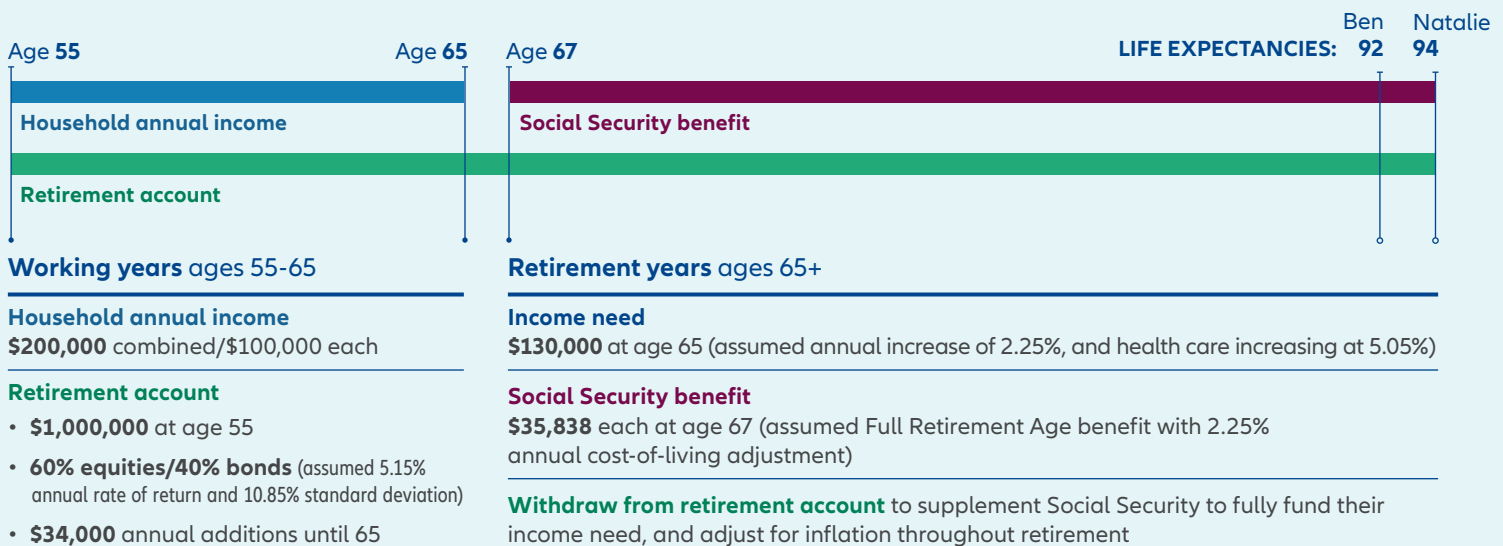 Ben Natalie
Age 55 Age 65 Age 67 LIFE EXPECTANCIES: 92 94
Household annual income
Social Security benefit
Retirement account
Working years ages 55-65
Household annual income
$200,000 combined/$100,000 each
Retirement account
• $1,000,000 at age 55
• 60% equities/40% bonds (assumed 5.15%
annual rate of return and 10.85% standard deviation)
• $34,000 annual additions until 65
Retirement years ages 65+
Income need
$130,000 at age 65 (assumed annual increase of 2.25%, and health care increasing at 5.05%)
Social Security benefit
$35,838 each at age 67 (assumed Full Retirement Age benefit with 2.25%
annual cost-of-living adjustment)
Withdraw from retirement account to supplement Social Security to fully fund their
income need, and adjust for inflation throughout retirement